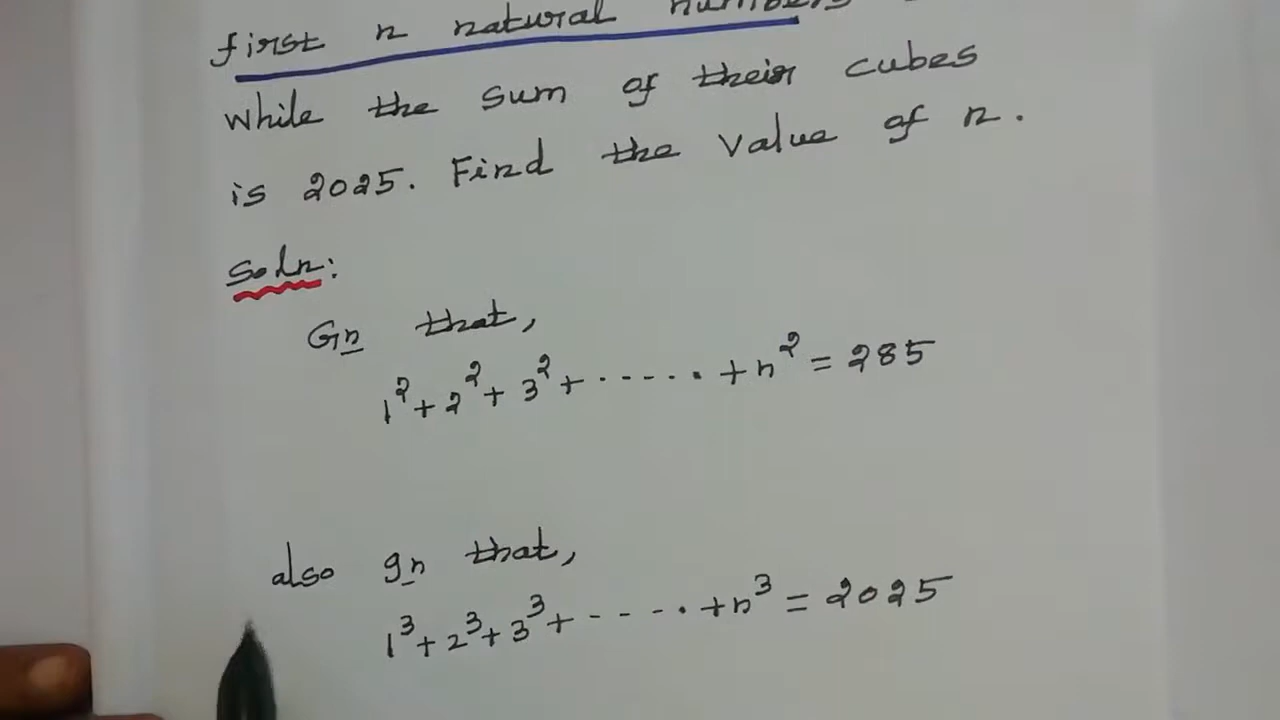 first n natural numbers
While the sum of their cubes
is 2025. Find the value of n.
Soln:
Gn that,
1² + 2² + 3² + ...... + n² = 285
also gn that,
1³ + 2³ + 3³ + - - - - . + n³ = 2025